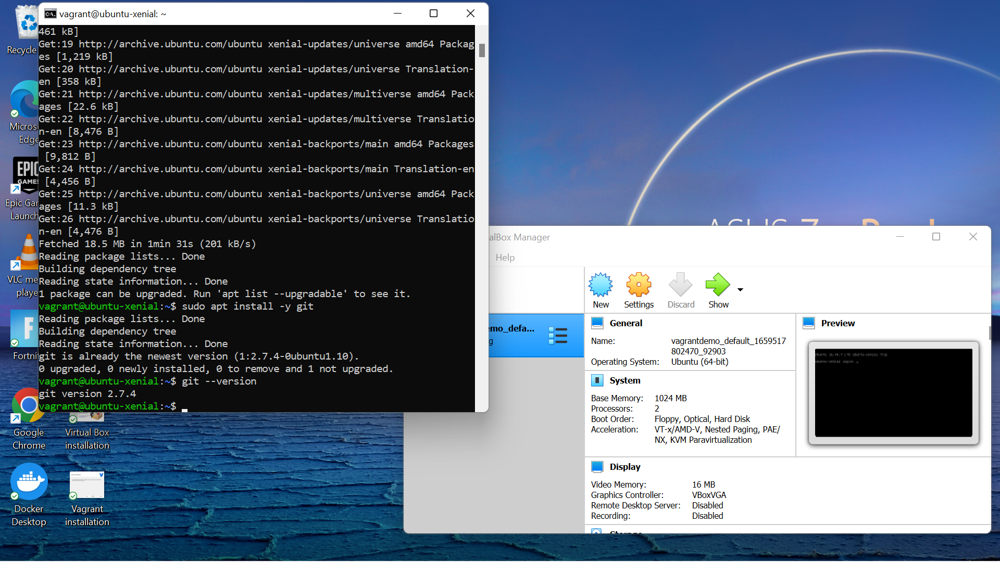 vagrant@ubuntu-xenial: ~
461 kB]
Get:19 http://archive.ubuntu.com/ubuntu xenial-updates/universe amd64 Packag
es [1,219 kB]
Get:20 http://archive.ubuntu.com/ubuntu xenial-updates/universe Translation-
en [358 kB]
Get:21 http://archive.ubuntu.com/ubuntu xenial-updates/multiverse amd64 Pack
ages [22.6 kB]
Get:22 http://archive.ubuntu.com/ubuntu xenial-updates/multiverse Translatio
n-en [8,476 B]
Get:23 http://archive.ubuntu.com/ubuntu xenial-backports/main amd64 Packages
[9,812 B]
Get:24 http://archive.ubuntu.com/ubuntu xenial-backports/main Translation-en
[4,456 B]
Get:25 http://archive.ubuntu.com/ubuntu xenial-backports/universe amd64 Pack
ages [11.3 kB]
Get:26 http://archive.ubuntu.com/ubuntu xenial-backports/universe Translatio
n-en [4,476 B]
Fetched 18.5 MB in 1min 31s (201 kB/s)
Reading package lists... Done
Building dependency tree
Reading state information... Done
1 package can be upgraded. Run 'apt list --upgradable' to see it.
vagrant@ubuntu-xenial:~$ sudo apt install -y git
Reading package lists... Done
Building dependency tree
Reading state information... Done
git is already the newest version (1:2.7.4-0ubuntu1.10).
0 upgraded, 0 newly installed, 0 to remove and 1 not upgraded.
vagrant@ubuntu-xenial:~$ git --version
git version 2.7.4
vagrant@ubuntu-xenial:~$
Recycle
Micros
Edge
EPIC
GAMES
Epic Gar
Launch
VLC me
playe
F
Fortni
Google
Chrome
Virtual Box
installation
Docker
Desktop
Vagrant
installation
alBox Manager
Help
New
Settings
Discard
Show
emo_defa...
g
General
Name: vagrantdemo_default_1659517
802470_92903
Operating System: Ubuntu (64-bit)
Preview
System
Base Memory: 1024 MB
Processors: 2
Boot Order: Floppy, Optical, Hard Disk
Acceleration: VT-x/AMD-V, Nested Paging, PAE/
NX, KVM Paravirtualization
Display
Video Memory: 16 MB
Graphics Controller: VBoxVGA
Remote Desktop Server: Disabled
Recording: Disabled
Storage